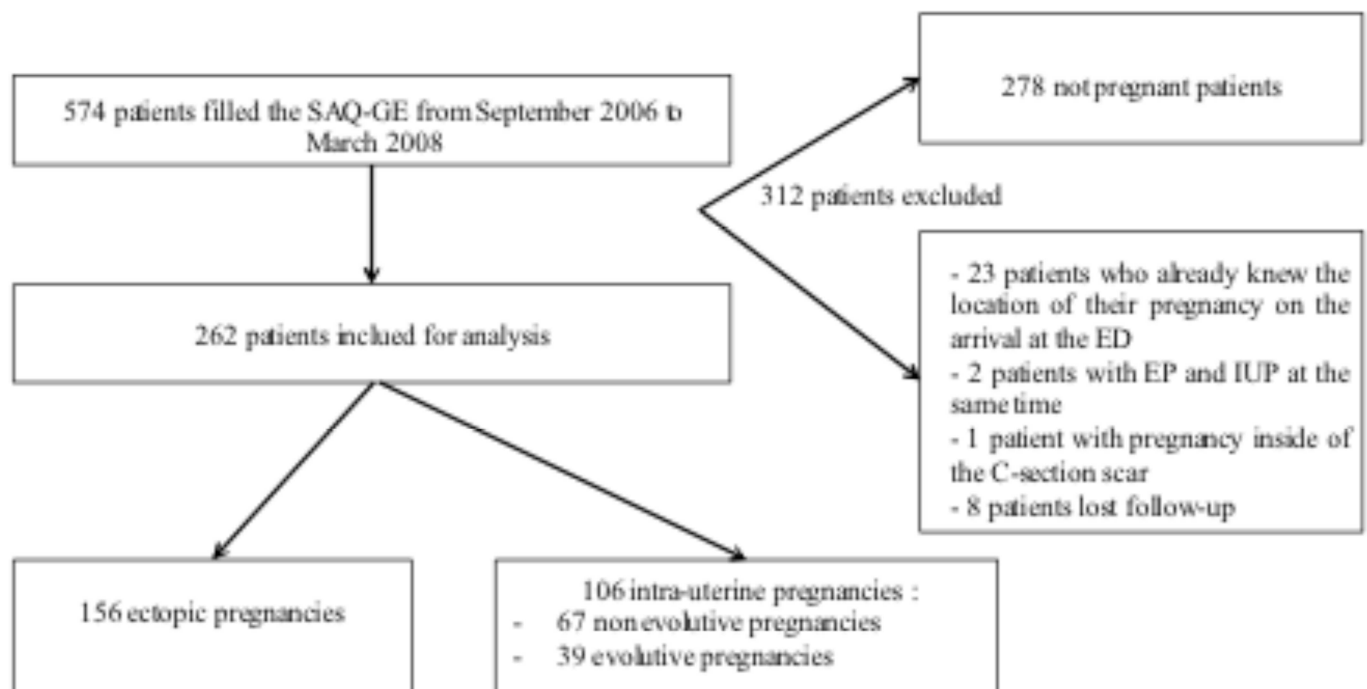 574 patients filled the SAQ-GE from September 2006 to
March 2008
278 not pregnant patients
312 patients excluded
262 patients inclued for analysis
- 23 patients who already knew the
location of their pregnancy on the
arrival at the ED
- 2 patients with EP and IUP at the
same time
- 1 patient with pregnancy inside of
the C-section scar
- 8 patients lost follow-up
156 ectopic pregnancies
106 intra-uterine pregnancies :
- 67 non evolutive pregnancies
- 39 evolutive pregnancies